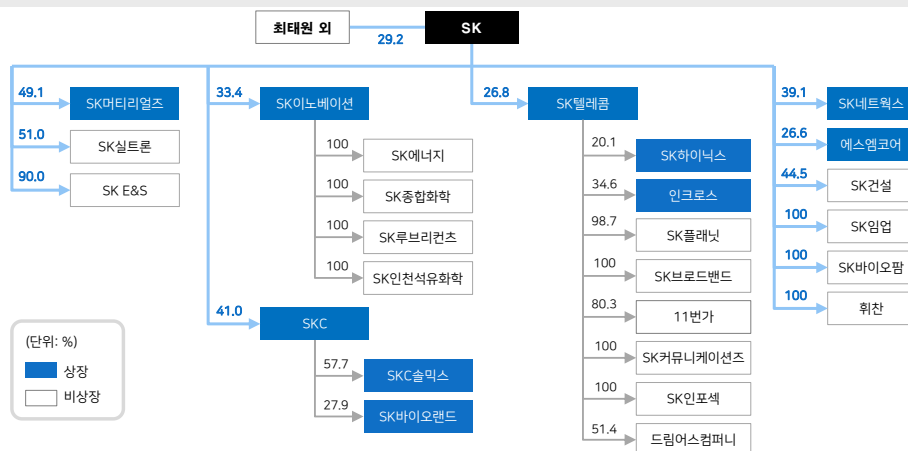 최태원 외
29.2
SK
49.1
SK머티리얼즈
51.0
SK실트론
90.0
SK E&S
33.4
SK이노베이션
100
SK에너지
100
SK종합화학
100
SK루브리컨츠
100
SK인천석유화학
41.0
SKC
57.7
SKC솔믹스
27.9
SK바이오랜드
26.8
SK텔레콤
20.1
SK하이닉스
34.6
인크로스
98.7
SK플래닛
100
SK브로드밴드
80.3
11번가
100
SK커뮤니케이션즈
100
SK인포섹
51.4
드림어스컴퍼니
39.1
SK네트웍스
26.6
에스엠코어
44.5
SK건설
100
SK임업
100
SK바이오팜
100
휘찬
(단위: %)
상장
비상장